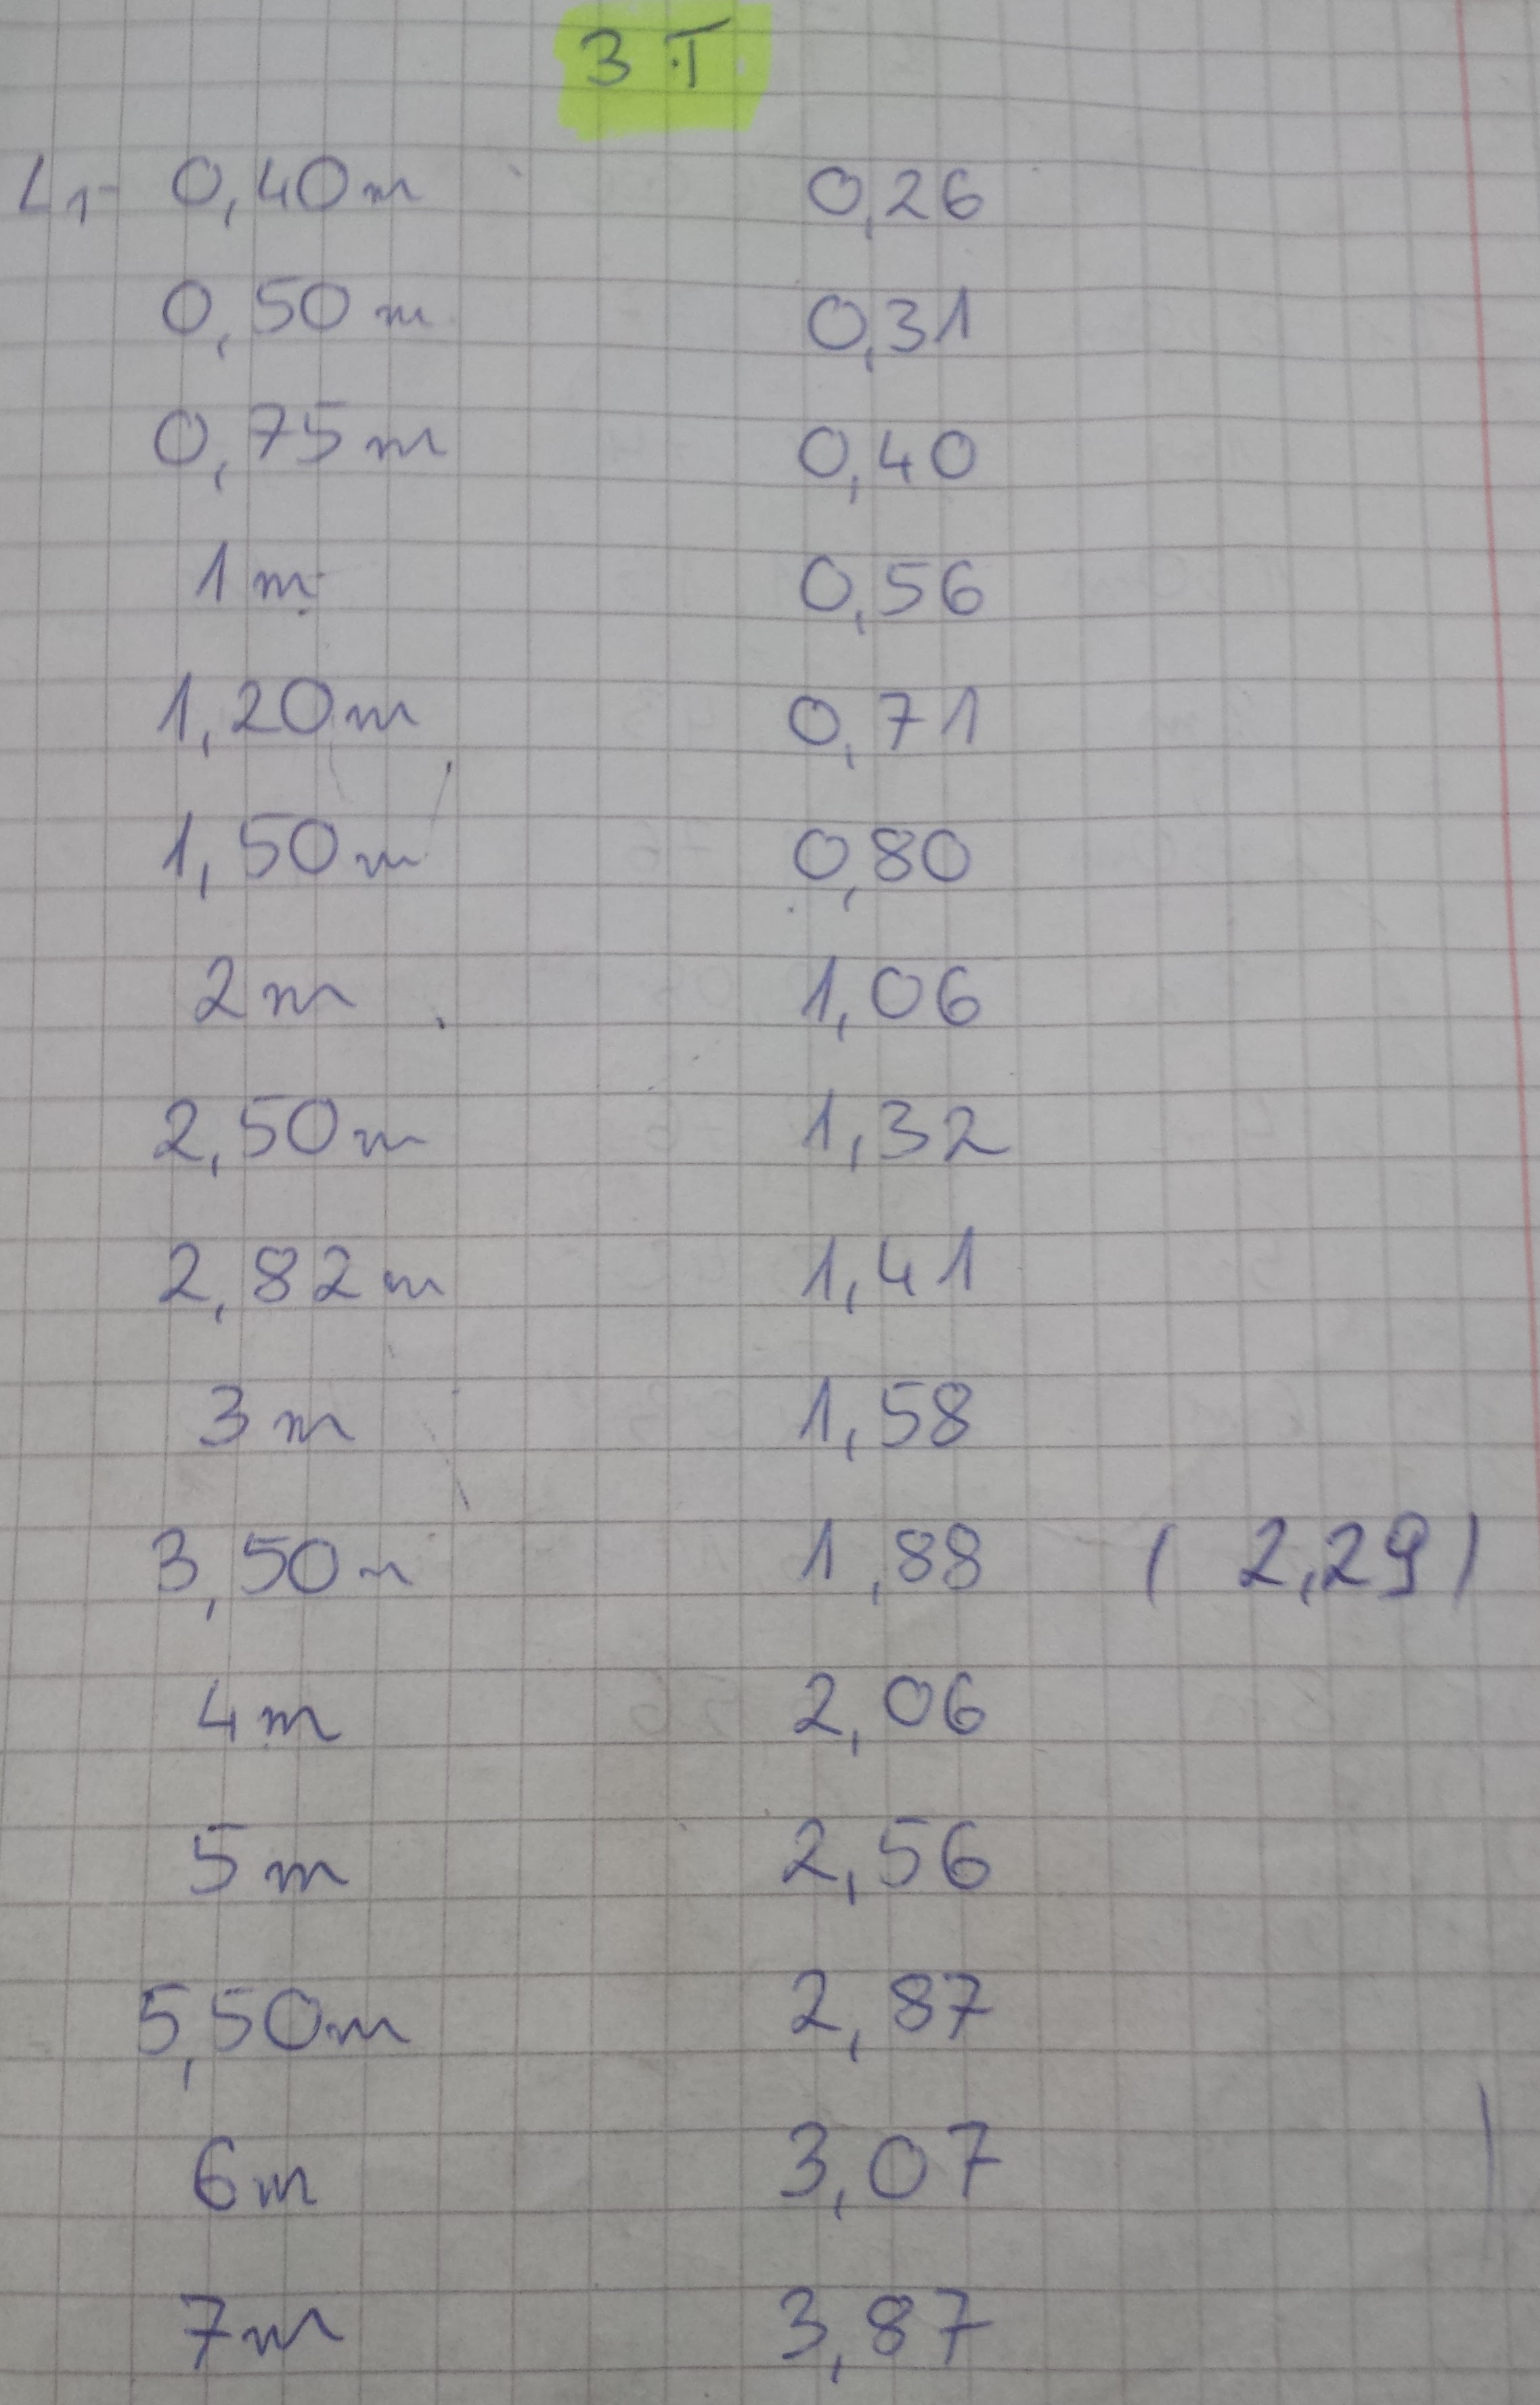 3 T
L1- 0,40m 0,26
0,50m 0,31
0,75m 0,40
1m 0,56
1,20m 0,71
1,50m 0,80
2m 1,06
2,50m 1,32
2,82m 1,41
3m 1,58
3,50m 1,88 ( 2,29)
4m 2,06
5m 2,56
5,50m 2,87
6m 3,07
7m 3,87